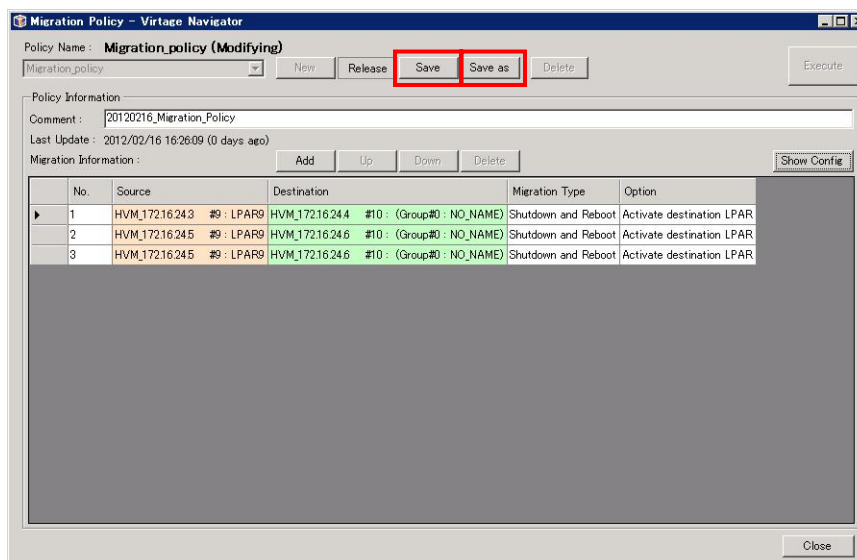 Migration Policy - Virtage Navigator
Policy Name : Migration_policy (Modifying)
Migration_policy New Release Save Save as Delete Execute
Policy Information
Comment : 20120216_Migration_Policy
Last Update : 2012/02/16 16:26:09 (0 days ago)
Migration Information : Add Up Down Delete Show Config
No. Source Destination Migration Type Option
1 HVM_172.16.24.3 #9 : LPAR9 HVM_172.16.24.4 #10 : (Group#0 : NO_NAME) Shutdown and Reboot Activate destination LPAR
2 HVM_172.16.24.5 #9 : LPAR9 HVM_172.16.24.6 #10 : (Group#0 : NO_NAME) Shutdown and Reboot Activate destination LPAR
3 HVM_172.16.24.5 #9 : LPAR9 HVM_172.16.24.6 #10 : (Group#0 : NO_NAME) Shutdown and Reboot Activate destination LPAR
Close